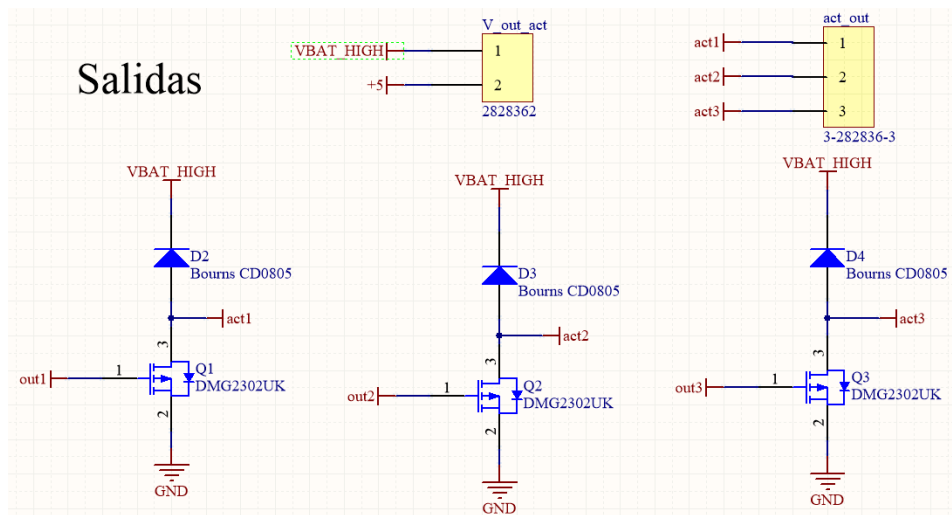 Salidas
V_out_act
VBAT_HIGH
1
+5
2
2828362
act_out
act1
1
act2
2
act3
3
3-282836-3
VBAT_HIGH
D2
Bourns CD0805
act1
3
out1
1
Q1
DMG2302UK
2
GND
VBAT_HIGH
D3
Bourns CD0805
act2
3
out2
1
Q2
DMG2302UK
2
GND
VBAT_HIGH
D4
Bourns CD0805
act3
3
out3
1
Q3
DMG2302UK
2
GND